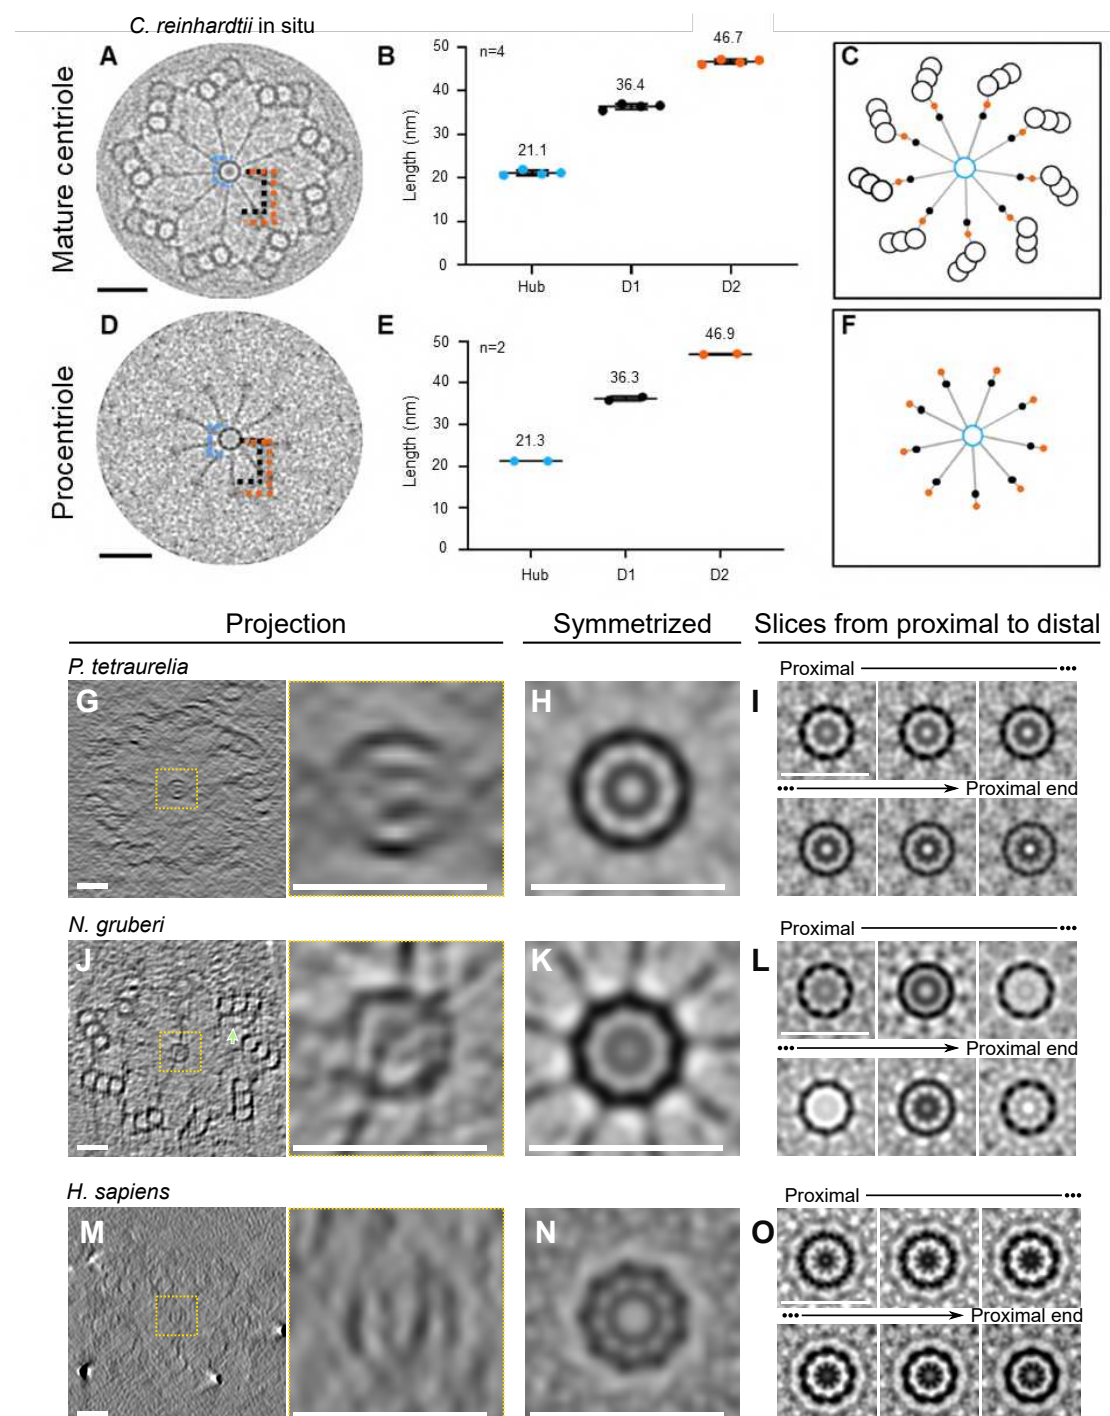 C. reinhardtii in situ
Mature centriole
A
B
n=4
50
40
30
20
10
0
Length (nm)
21.1
36.4
46.7
Hub
D1
D2
C
Procentriole
D
E
n=2
50
40
30
20
10
0
Length (nm)
21.3
36.3
46.9
Hub
D1
D2
F
Projection
Symmetrized
Slices from proximal to distal
P. tetraurelia
G
H
I
Proximal
Proximal end
N. gruberi
J
K
L
Proximal
Proximal end
H. sapiens
M
N
O
Proximal
Proximal end